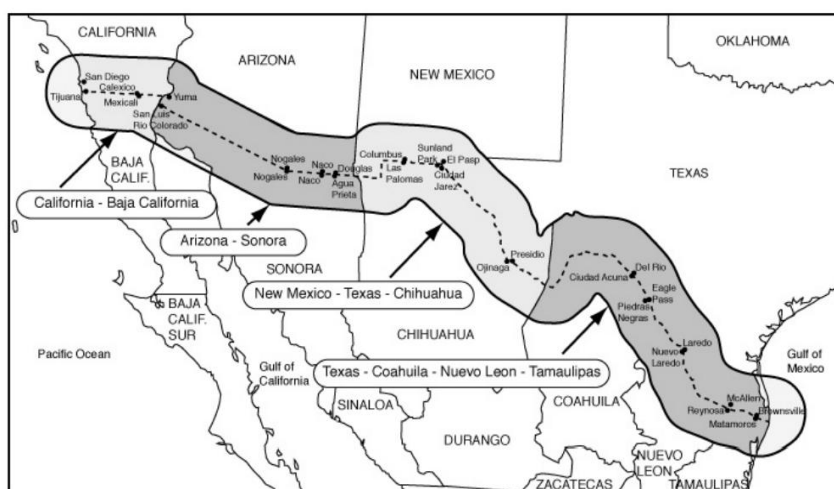 CALIFORNIA
ARIZONA
NEW MEXICO
OKLAHOMA
TEXAS
San Diego
Calexico
Tijuana
Mexicali
Yuma
San Luis
Rio Colorado
BAJA
CALIF.
California - Baja California
Nogales
Nogales
Naco
Naco
Douglas
Agua
Prieta
Arizona - Sonora
SONORA
Columbus
Las
Palomas
Sunland
Park
El Pasp
Ciudad
Jarez
Ojinaga
Presidio
New Mexico - Texas - Chihuahua
CHIHUAHUA
Ciudad Acuna
Del Rio
Eagle
Pass
Piedras
Negras
Laredo
Nuevo
Laredo
McAllen
Reynosa
Brownsville
Matamoros
Texas - Coahuila - Nuevo Leon - Tamaulipas
BAJA
CALIF.
SUR
Pacific Ocean
Gulf of
California
Gulf of
Mexico
SINALOA
DURANGO
COAHUILA
ZACATECAS
NUEVO
LEON
TAMAULIPAS